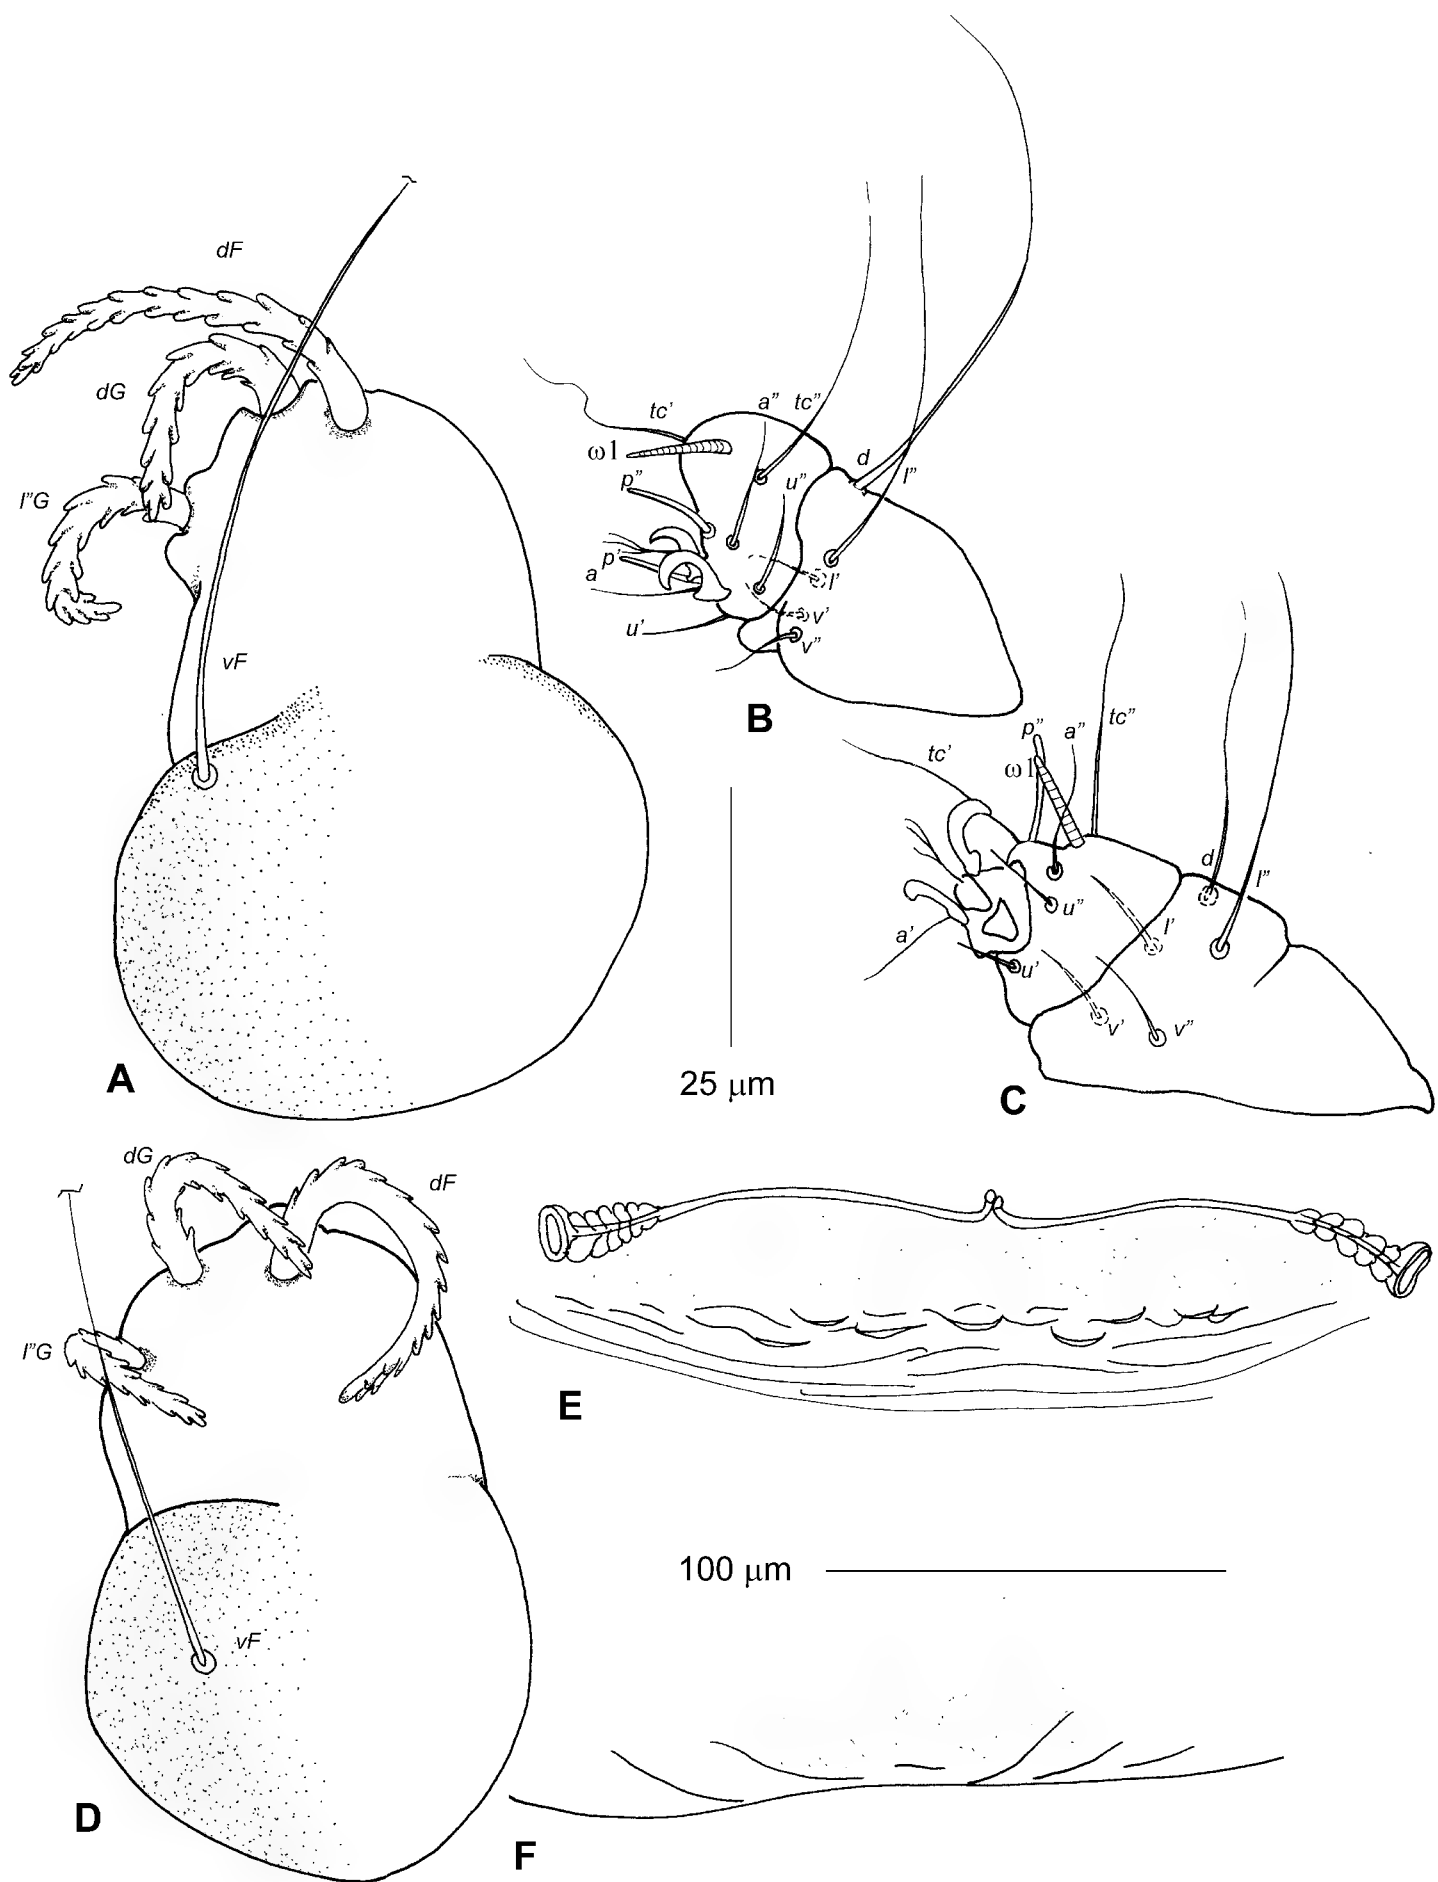 dF
dG
l”G
vF
A
tc’
a”
tc”
ω1
d
l”
p”
u”
p’
a
l’
u’
v’
v”
B
p”
a”
tc”
tc’
ω1
d
l”
u”
a’
l’
u’
v’
v”
25 μm
C
dG
dF
l”G
E
100 μm
vF
D
F